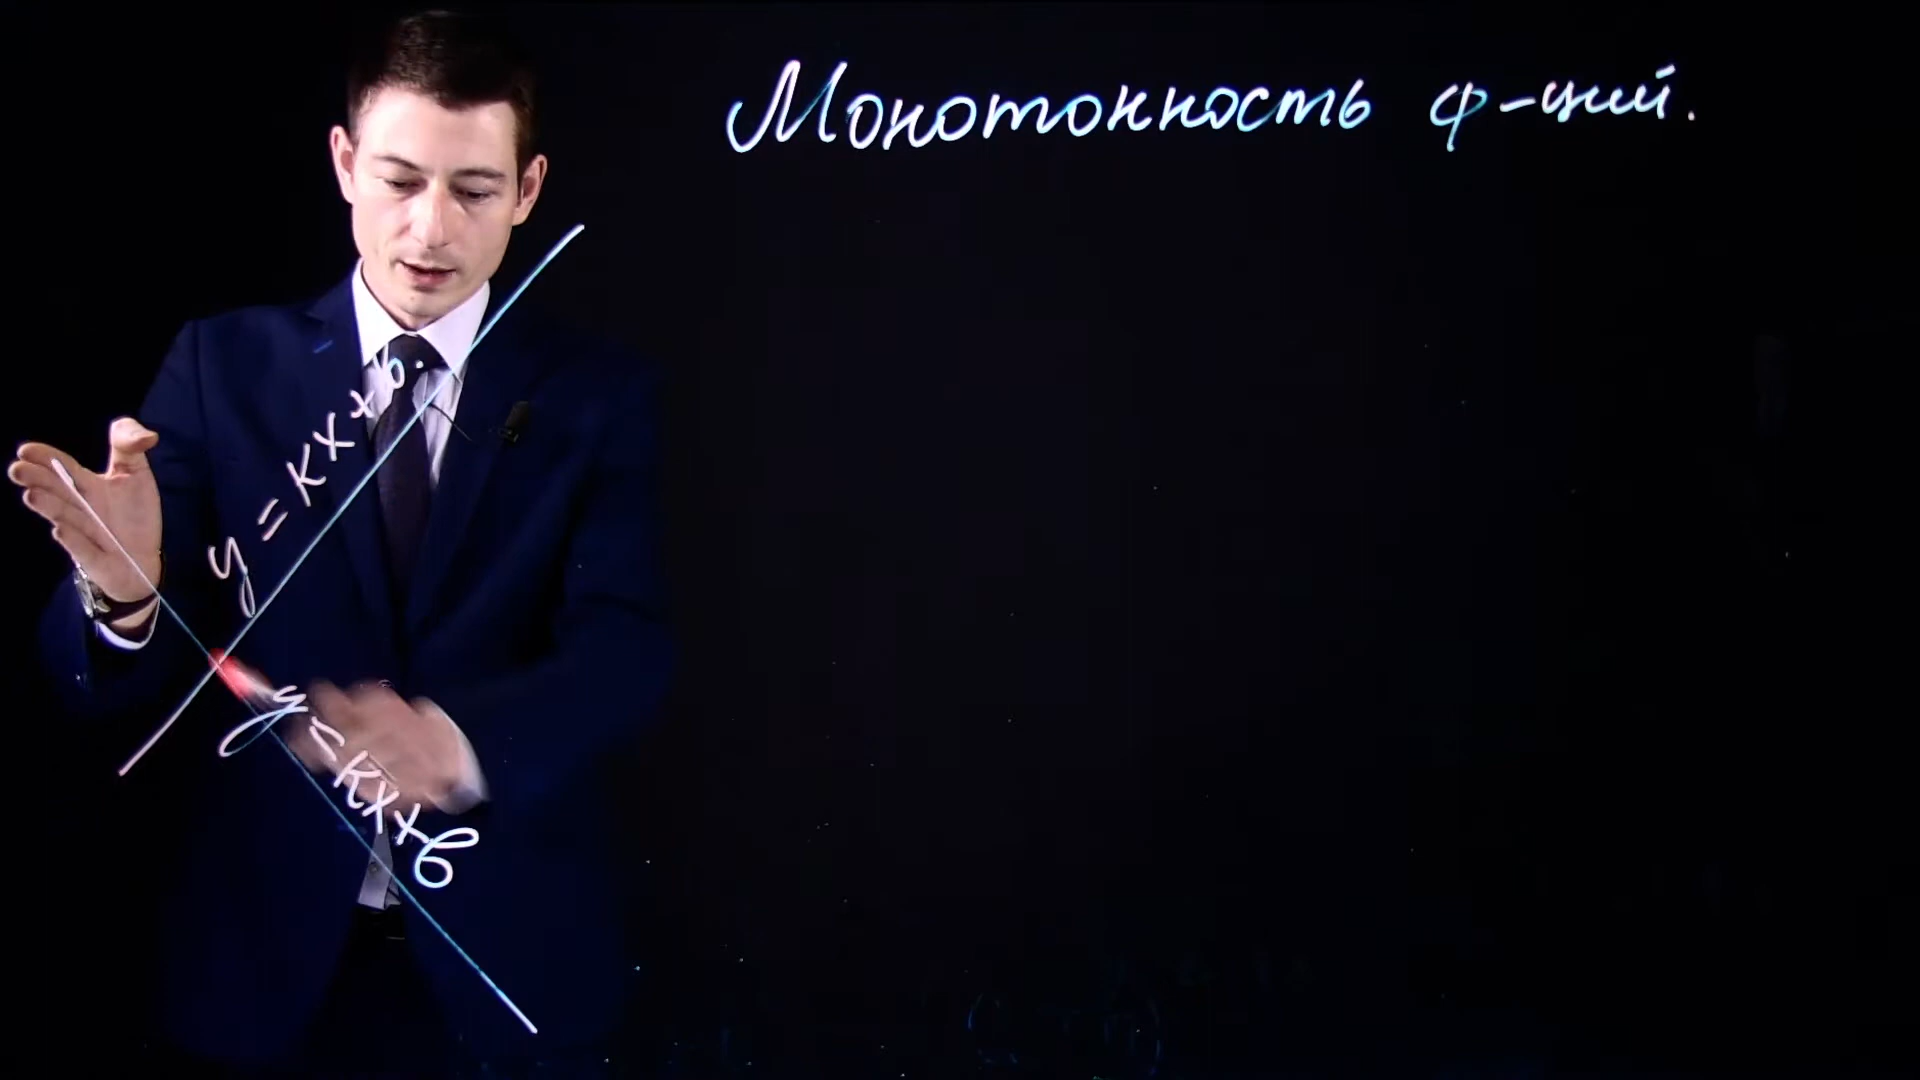 Монотонность ф-ций.
y = kx + b.
y = kx + b